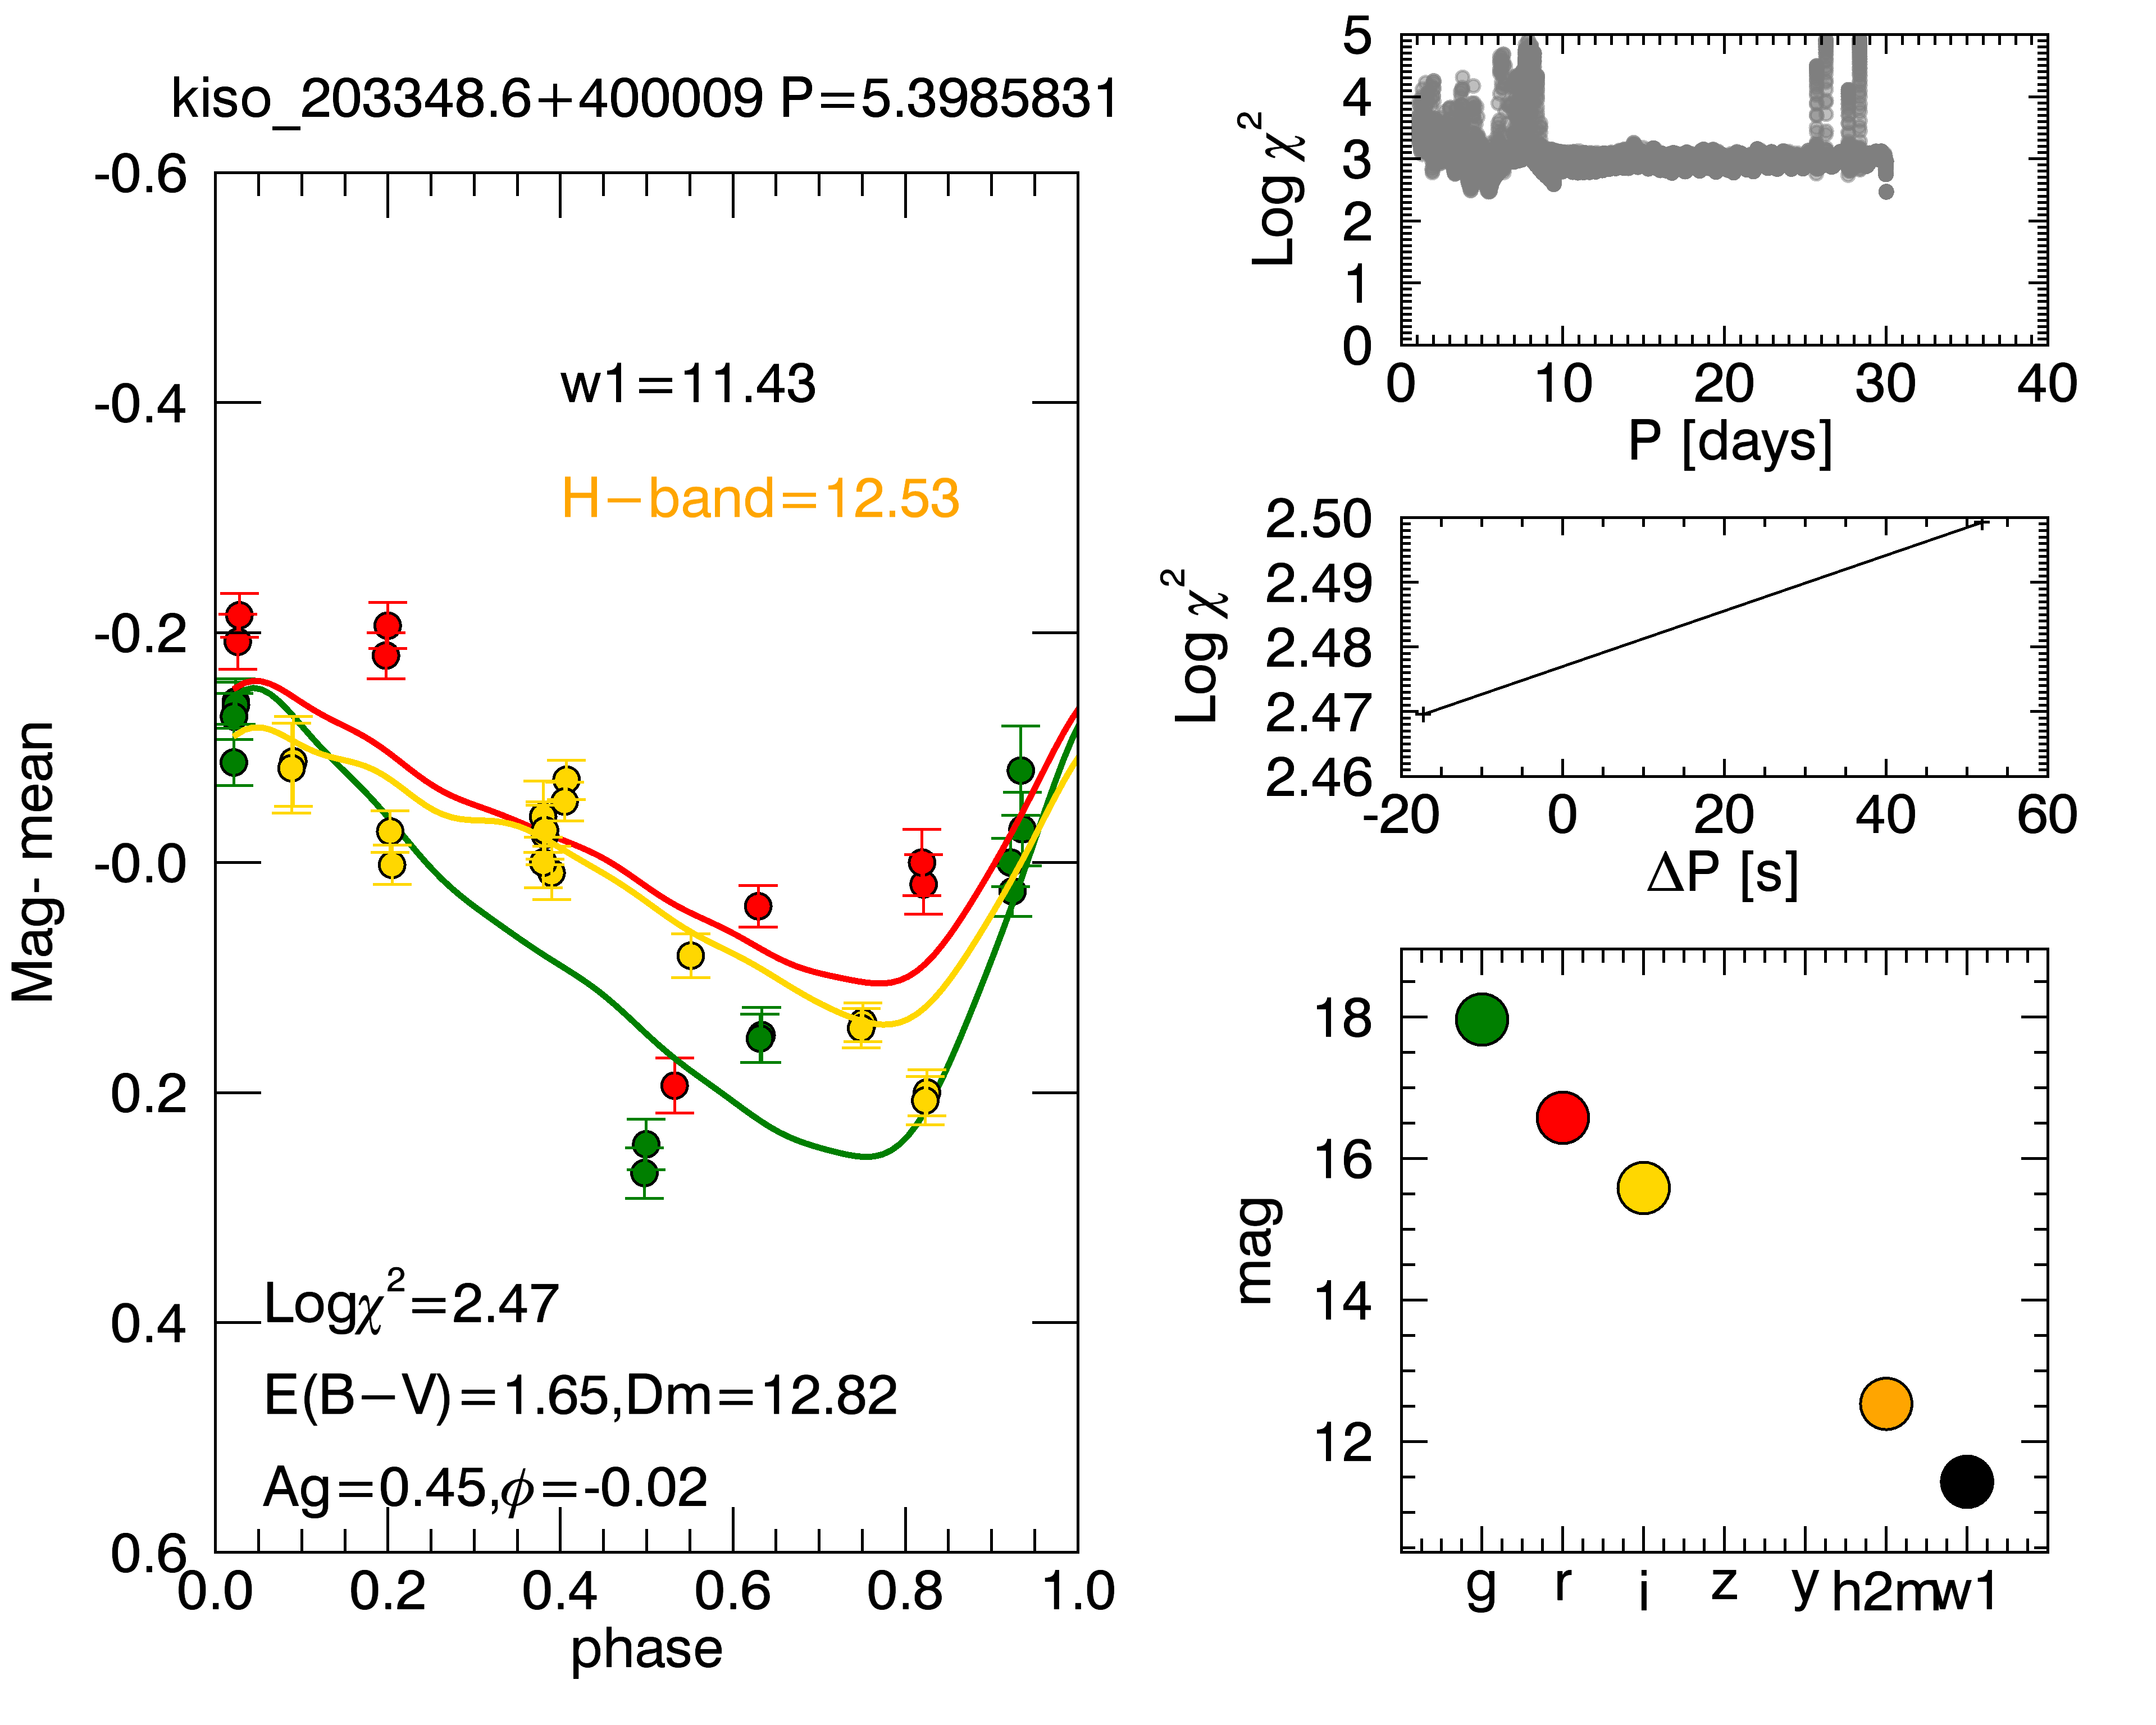 kiso_203348.6+400009 P=5.3985831
-0.6
-0.4
-0.2
-0.0
0.2
0.4
0.6
Mag- mean
w1=11.43
H-band=12.53
Logχ²=2.47
E(B-V)=1.65,Dm=12.82
Ag=0.45,ϕ=-0.02
0.0 0.2 0.4 0.6 0.8 1.0
phase
5
4
3
2
1
0
Log χ²
0 10 20 30 40
P [days]
2.50
2.49
2.48
2.47
2.46
Log χ²
-20 0 20 40 60
ΔP [s]
18
16
14
12
mag
g r i z y h2m w1